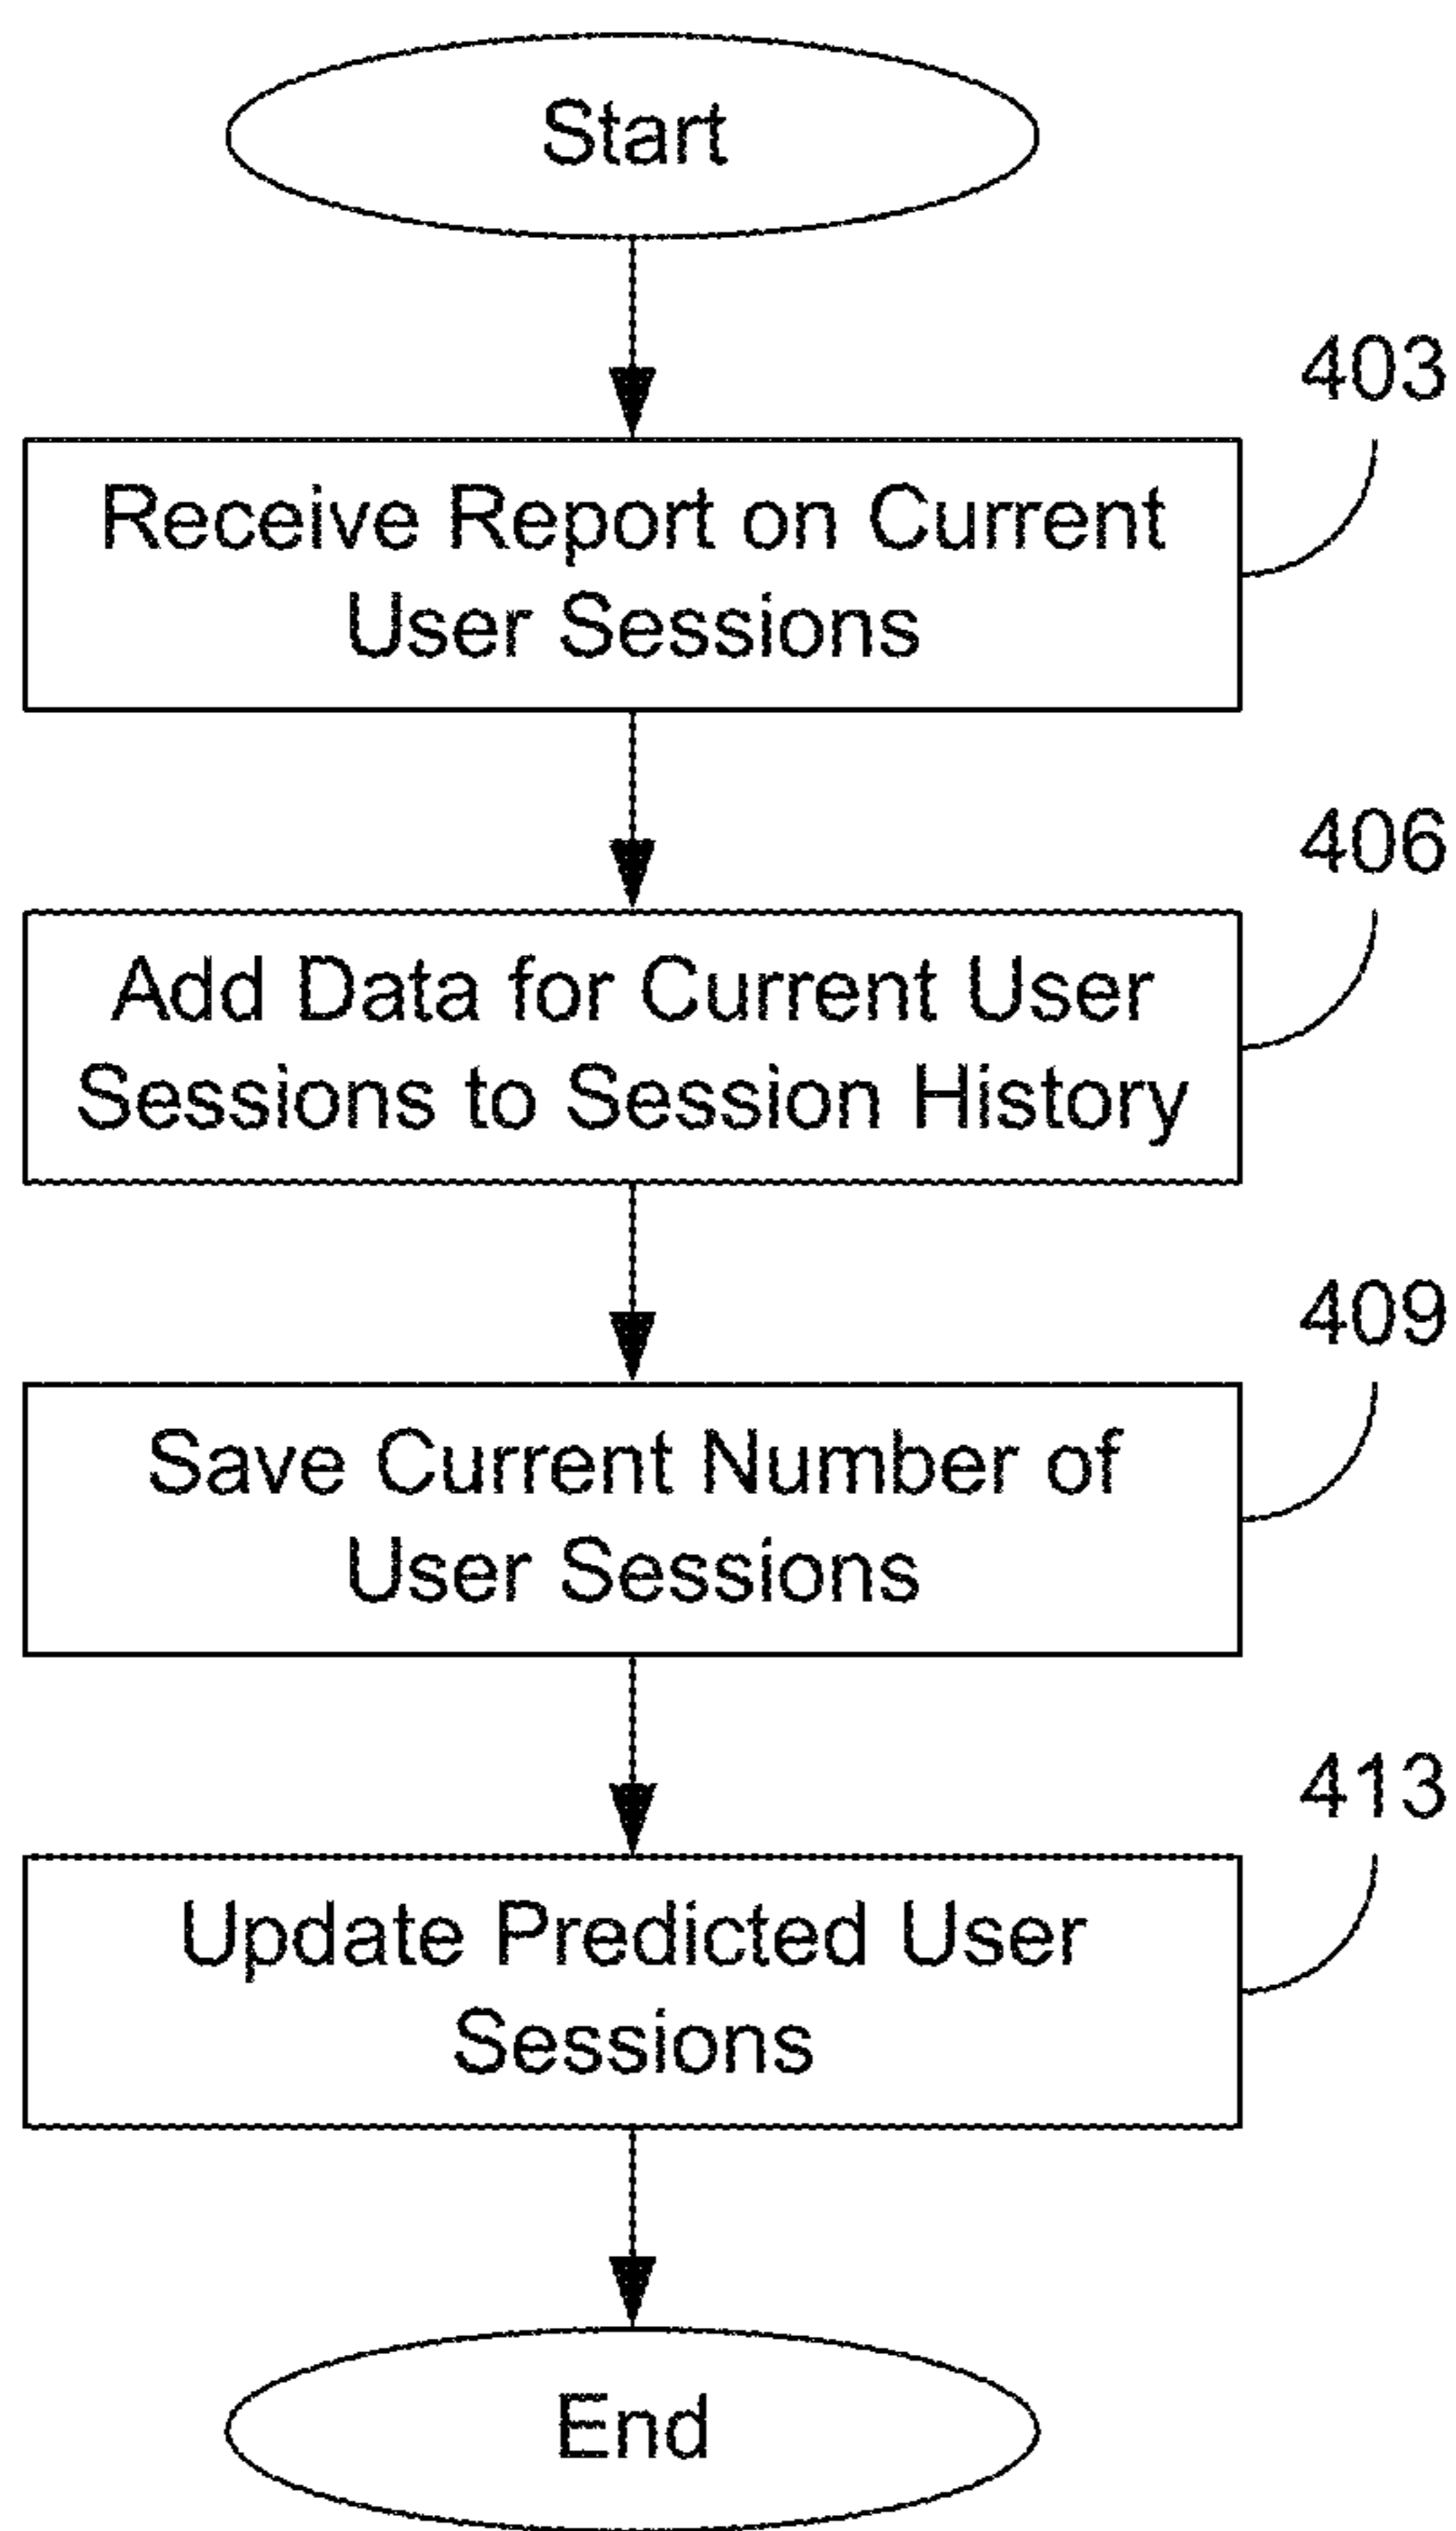 Start
403
Receive Report on Current
User Sessions
406
Add Data for Current User
Sessions to Session History
409
Save Current Number of
User Sessions
413
Update Predicted User
Sessions
End